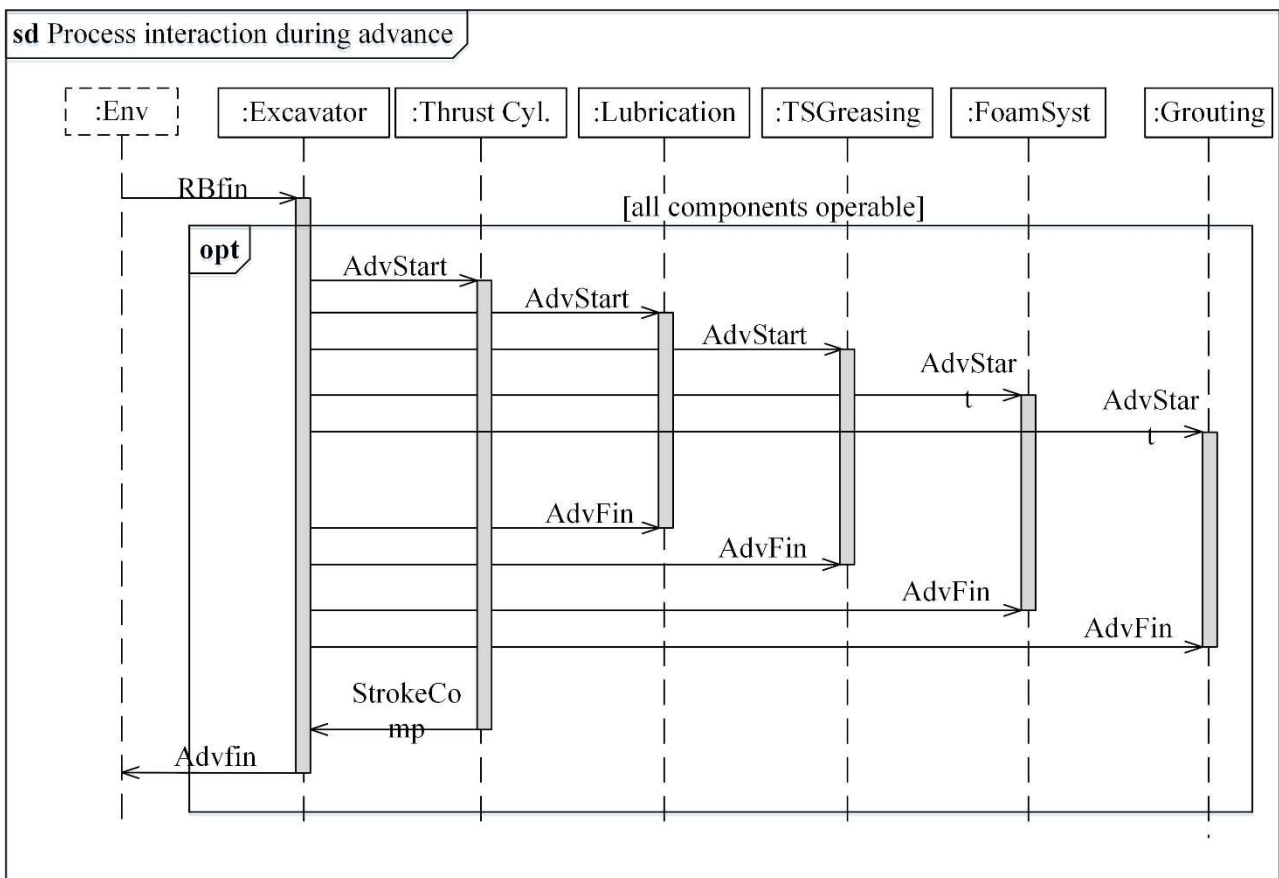 sd Process interaction during advance
:Env
:Excavator
:Thrust Cyl.
:Lubrication
:TSGreasing
:FoamSyst
:Grouting
RBfin
[all components operable]
opt
AdvStart
AdvStart
AdvStart
AdvStar
t
AdvStar
t
AdvFin
AdvFin
AdvFin
AdvFin
StrokeCo
mp
Advfin